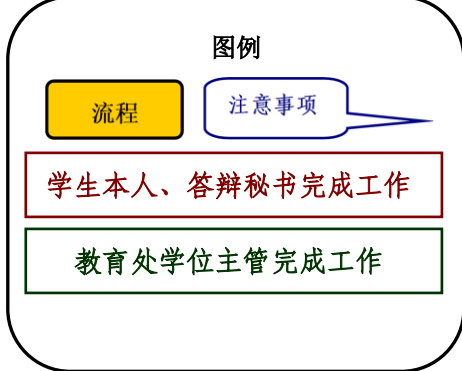 图例
流程
注意事项
学生本人、答辩秘书完成工作
教育处学位主管完成工作